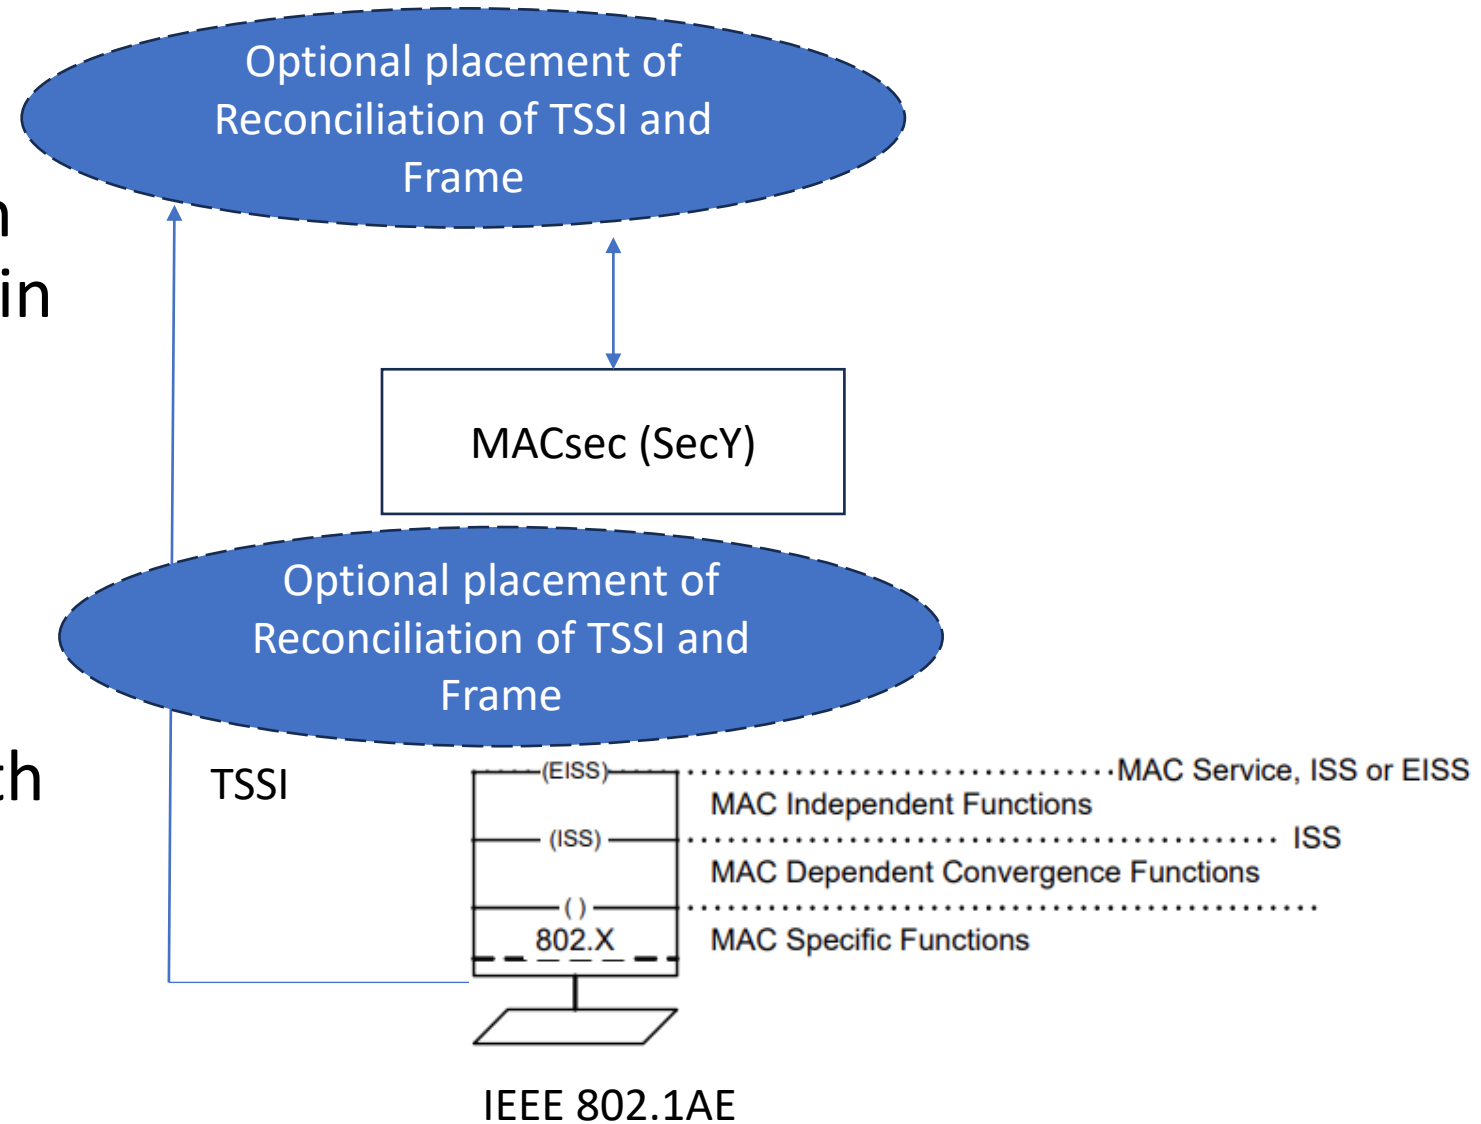 Optional placement of
Reconciliation of TSSI and
Frame
in
MACsec (SecY)
Optional placement of
Reconciliation of TSSI and
Frame
th
TSSI
(EISS)
MAC Service, ISS or EISS
MAC Independent Functions
(ISS)
ISS
MAC Dependent Convergence Functions
( )
802.X
MAC Specific Functions
IEEE 802.1AE